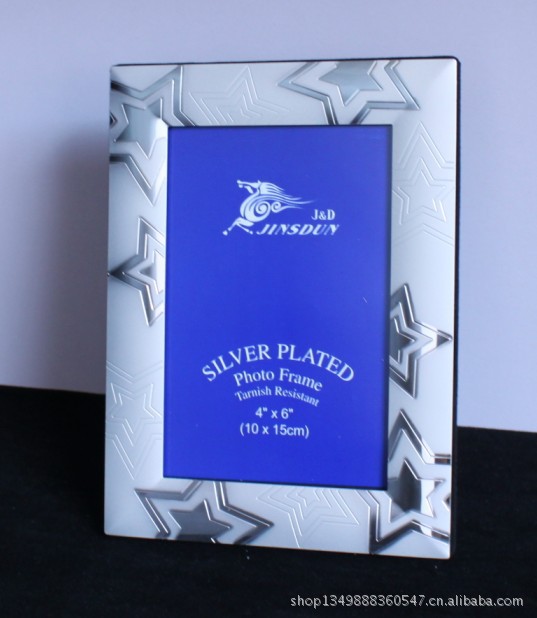 J&D
JINSDUN
SILVER PLATED
Photo Frame
Tarnish Resistant
4" x 6"
(10 x 15cm)
shop1349888360547.cn.alibaba.com